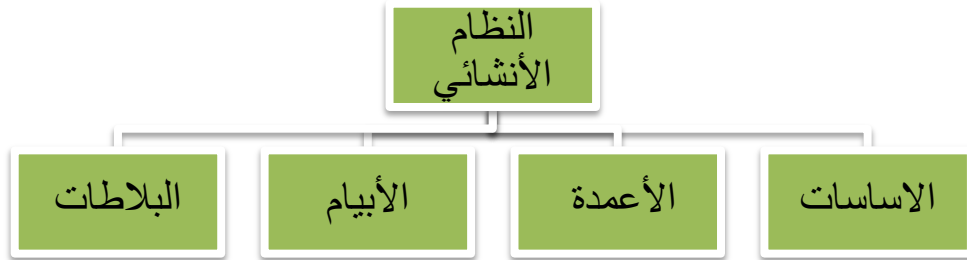 النظام
الأنشائي
الاساسات
الأعمدة
الأبيام
البلاطات